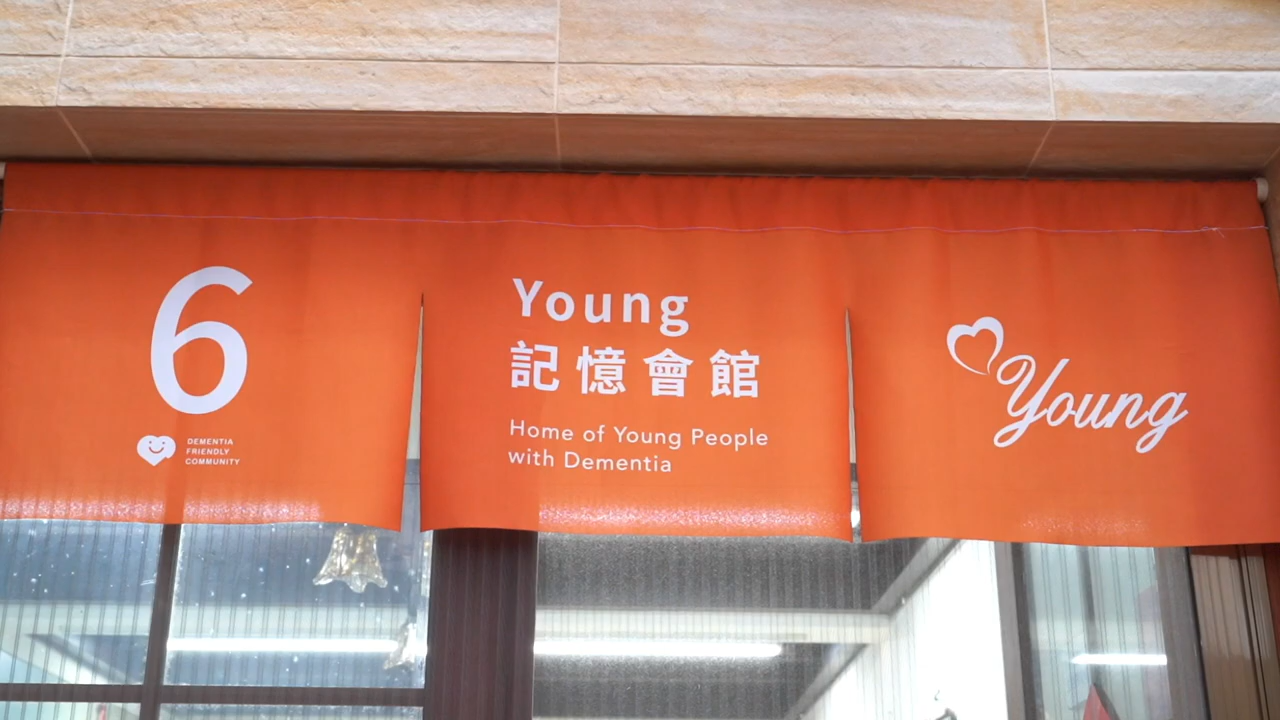 6
DEMENTIA
FRIENDLY
COMMUNITY
Young
記憶會館
Home of Young People
with Dementia
Young